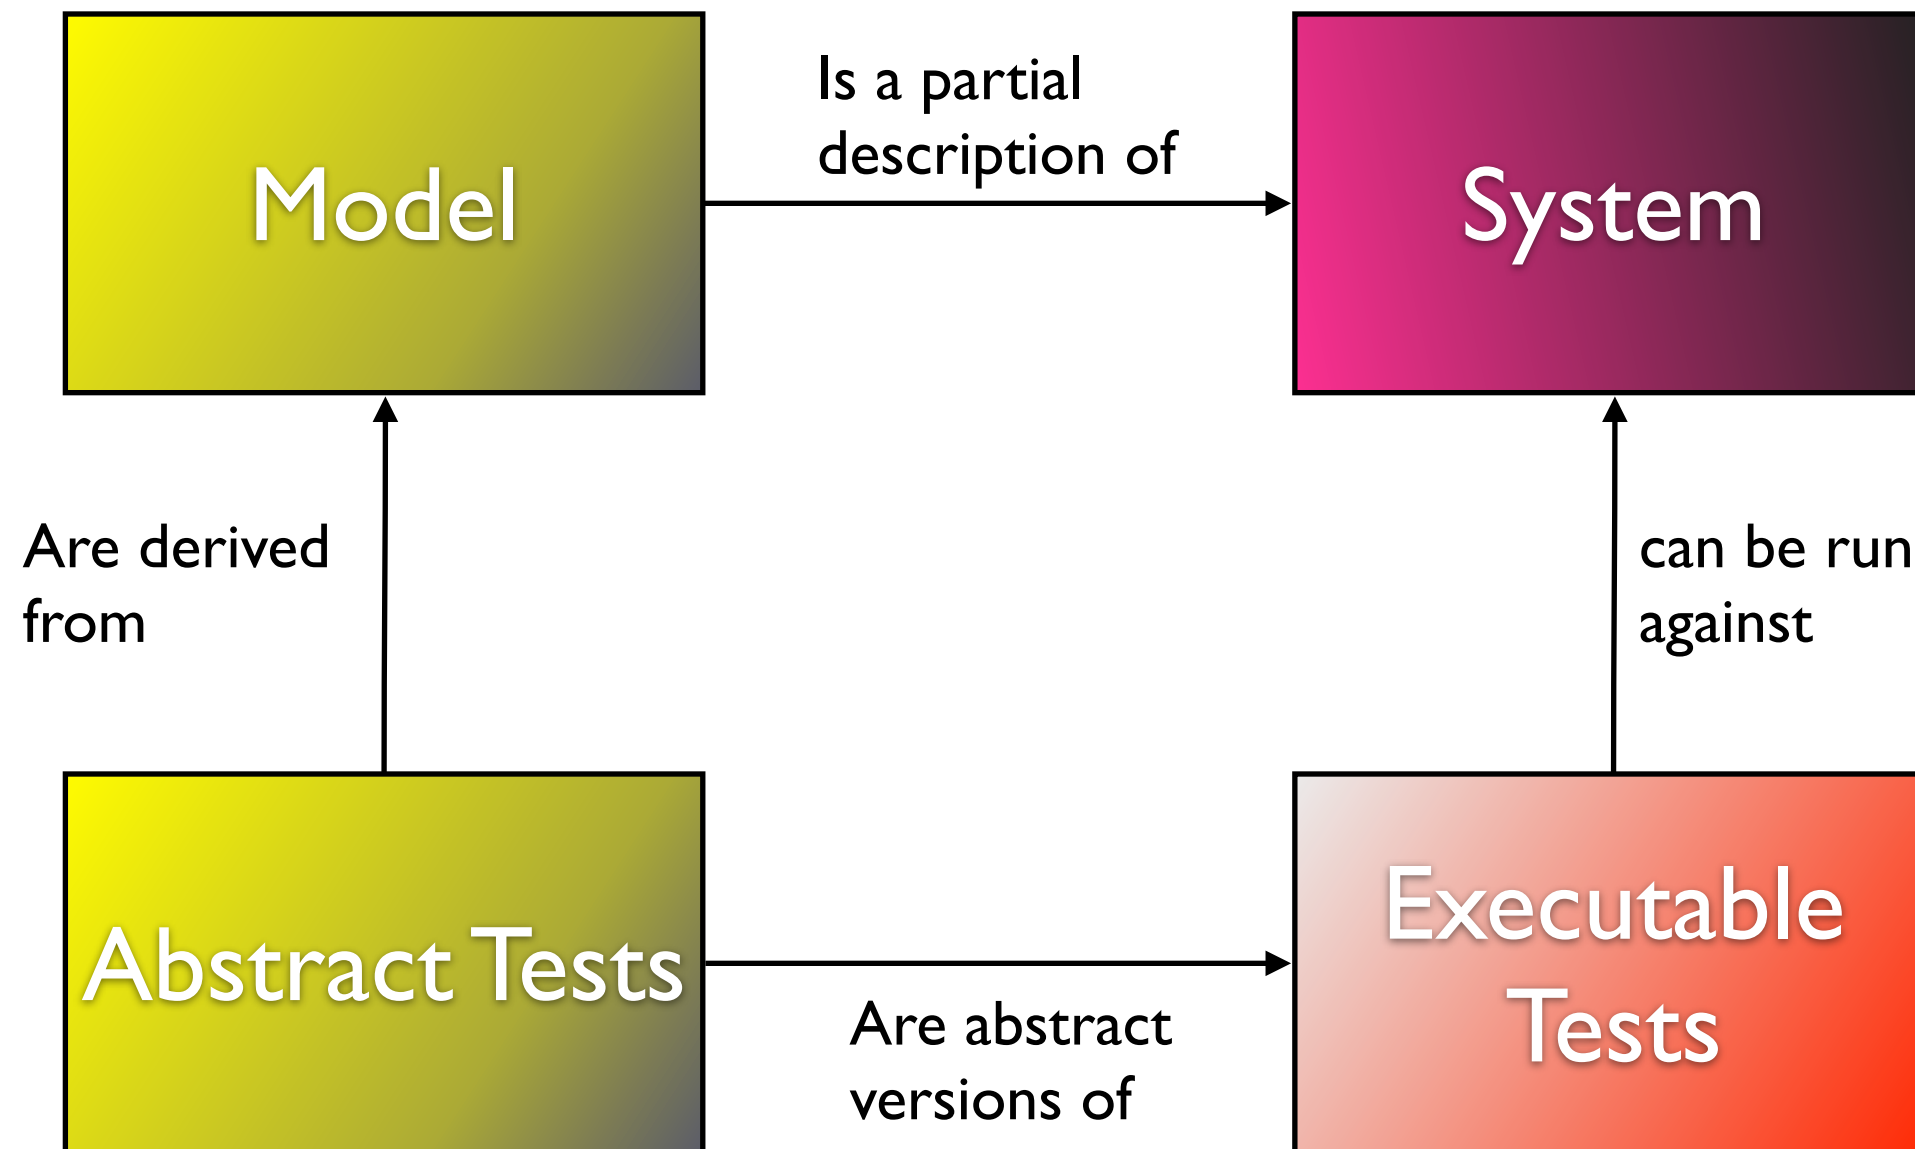 Model
Is a partial
description of
System
Are derived
from
can be run
against
Abstract Tests
Are abstract
versions of
Executable
Tests